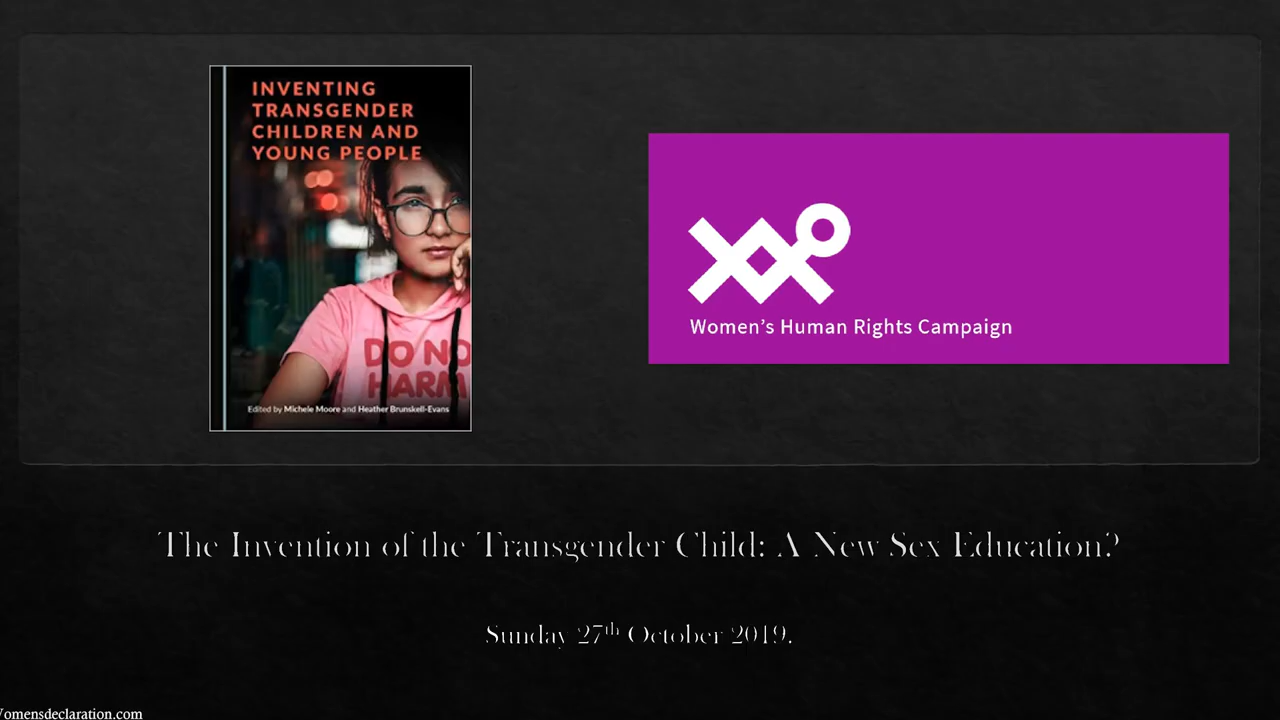 INVENTING
TRANSGENDER
CHILDREN AND
YOUNG PEOPLE
DO NO
HARM
Edited by Michele Moore and Heather Brunskell-Evans
Women's Human Rights Campaign
The Invention of the Transgender Child: A New Sex Education?
Sunday 27th October 2019.
Womensdeclaration.com